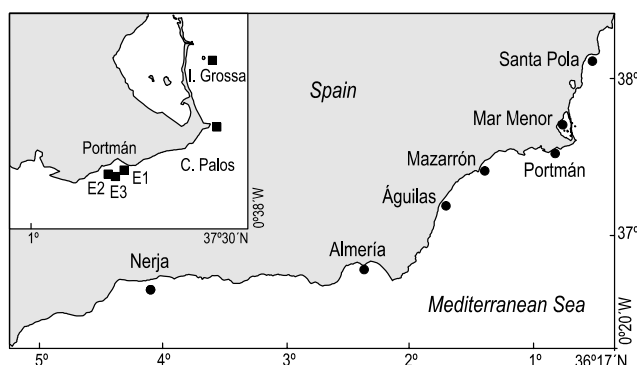 I. Grossa
Portmán
C. Palos
E2
E3
E1
1°
37°30´N
0°38´W
Spain
Santa Pola
38°
Mar Menor
Portmán
Mazarrón
Águilas
37°
Almería
Nerja
Mediterranean Sea
0°20´W
5°
4°
3°
2°
1°
36°17´N